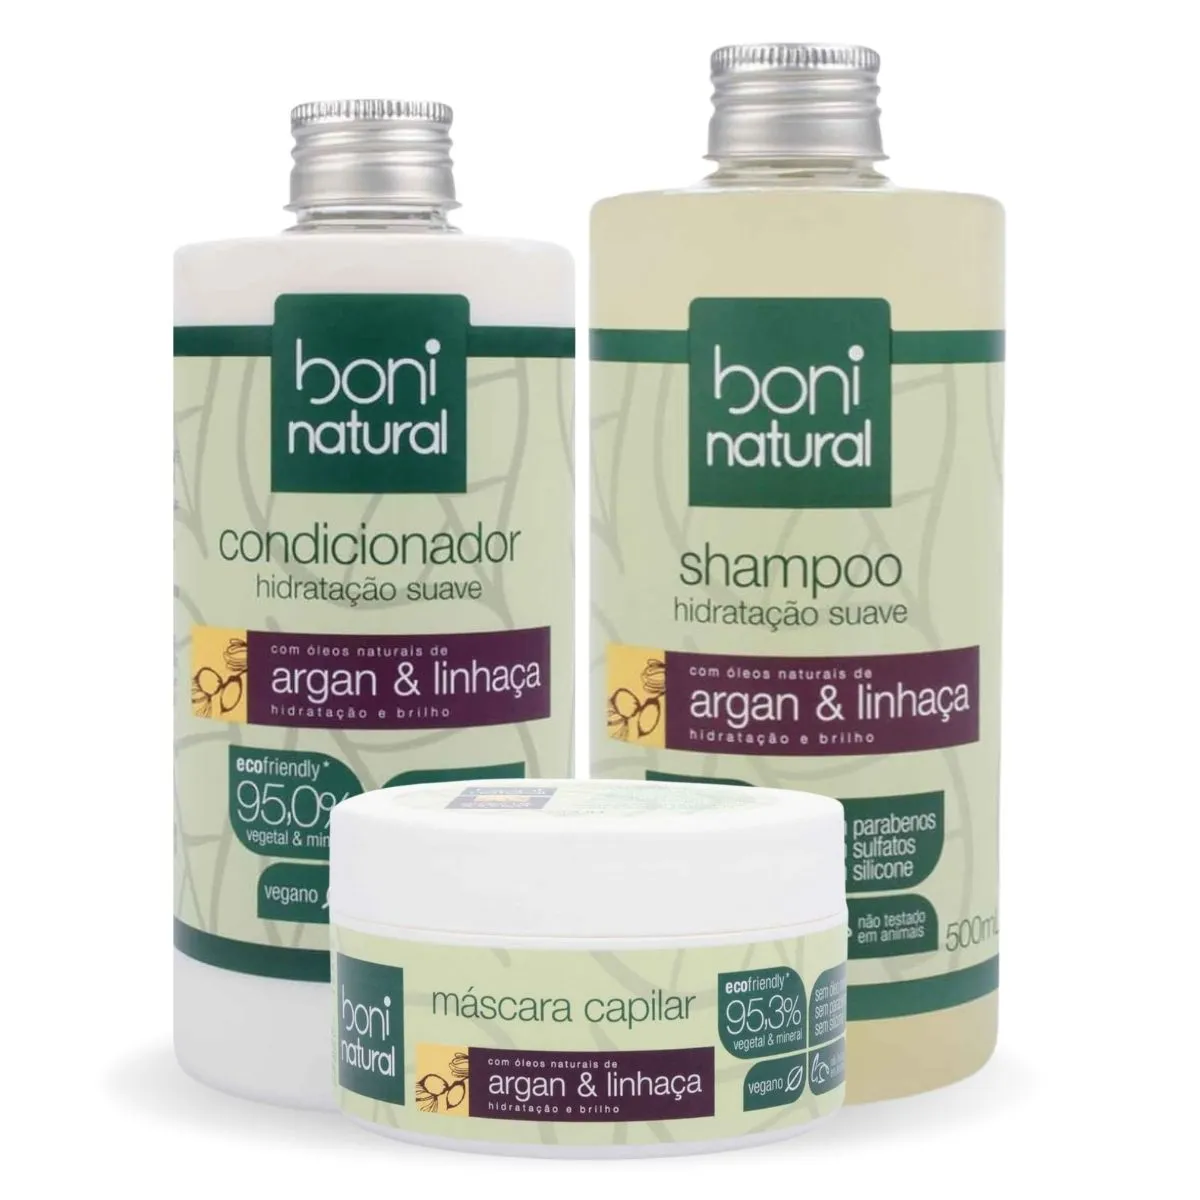 boni
natural
condicionador
hidratação suave
com óleos naturais de
argan & linhaça
hidratação e brilho
ecofriendly*
95,0%
vegetal &
vegano
boni
natural
shampoo
hidratação suave
com óleos naturais de
argan & linhaça
hidratação e brilho
parabenos
sulfatos
silicone
não testado
em animais
500mL
boni
natural
máscara capilar
com óleos naturais de
argan & linhaça
hidratação e brilho
ecofriendly*
95,3%
vegetal & mineral
vegano
sem
sem
sem